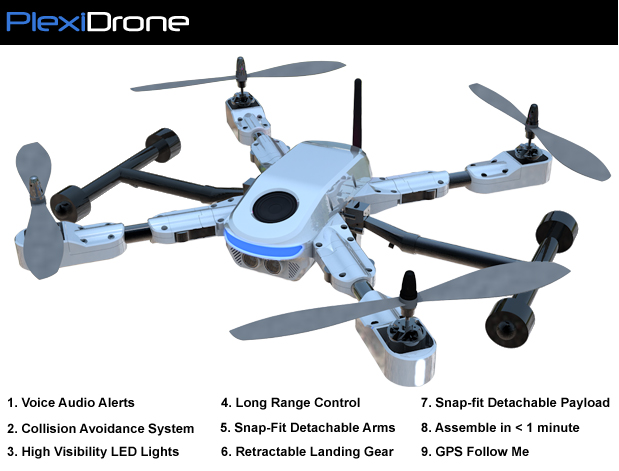 PlexiDrone
1. Voice Audio Alerts
2. Collision Avoidance System
3. High Visibility LED Lights
4. Long Range Control
5. Snap-Fit Detachable Arms
6. Retractable Landing Gear
7. Snap-fit Detachable Payload
8. Assemble in < 1 minute
9. GPS Follow Me